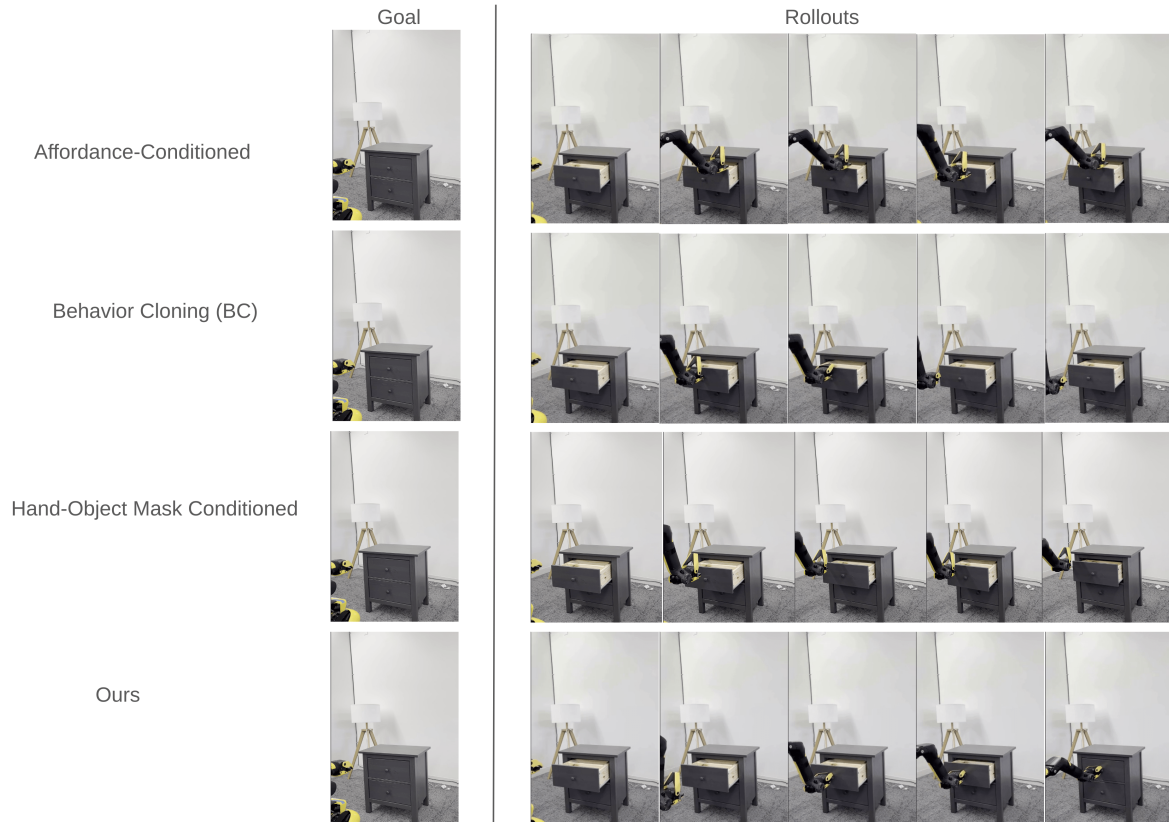 Goal
Rollouts
Affordance-Conditioned
Behavior Cloning (BC)
Hand-Object Mask Conditioned
Ours